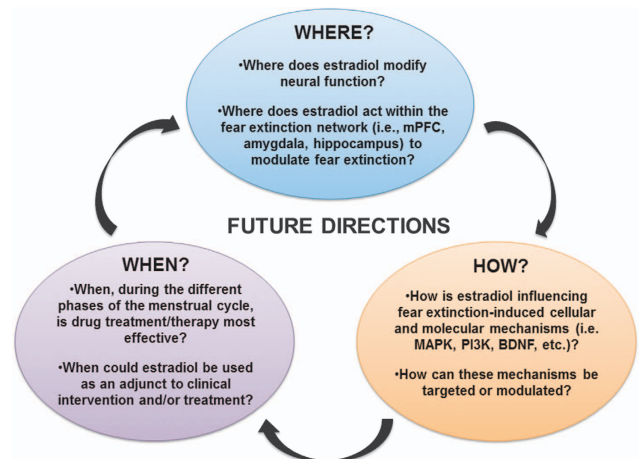 WHERE?
•Where does estradiol modify
neural function?
•Where does estradiol act within the
fear extinction network (i.e., mPFC,
amygdala, hippocampus) to
modulate fear extinction?
FUTURE DIRECTIONS
WHEN?
•When, during the different
phases of the menstrual cycle,
is drug treatment/therapy most
effective?
•When could estradiol be used
as an adjunct to clinical
intervention and/or treatment?
HOW?
•How is estradiol influencing
fear extinction-induced cellular
and molecular mechanisms (i.e.
MAPK, PI3K, BDNF, etc.)?
•How can these mechanisms be
targeted or modulated?